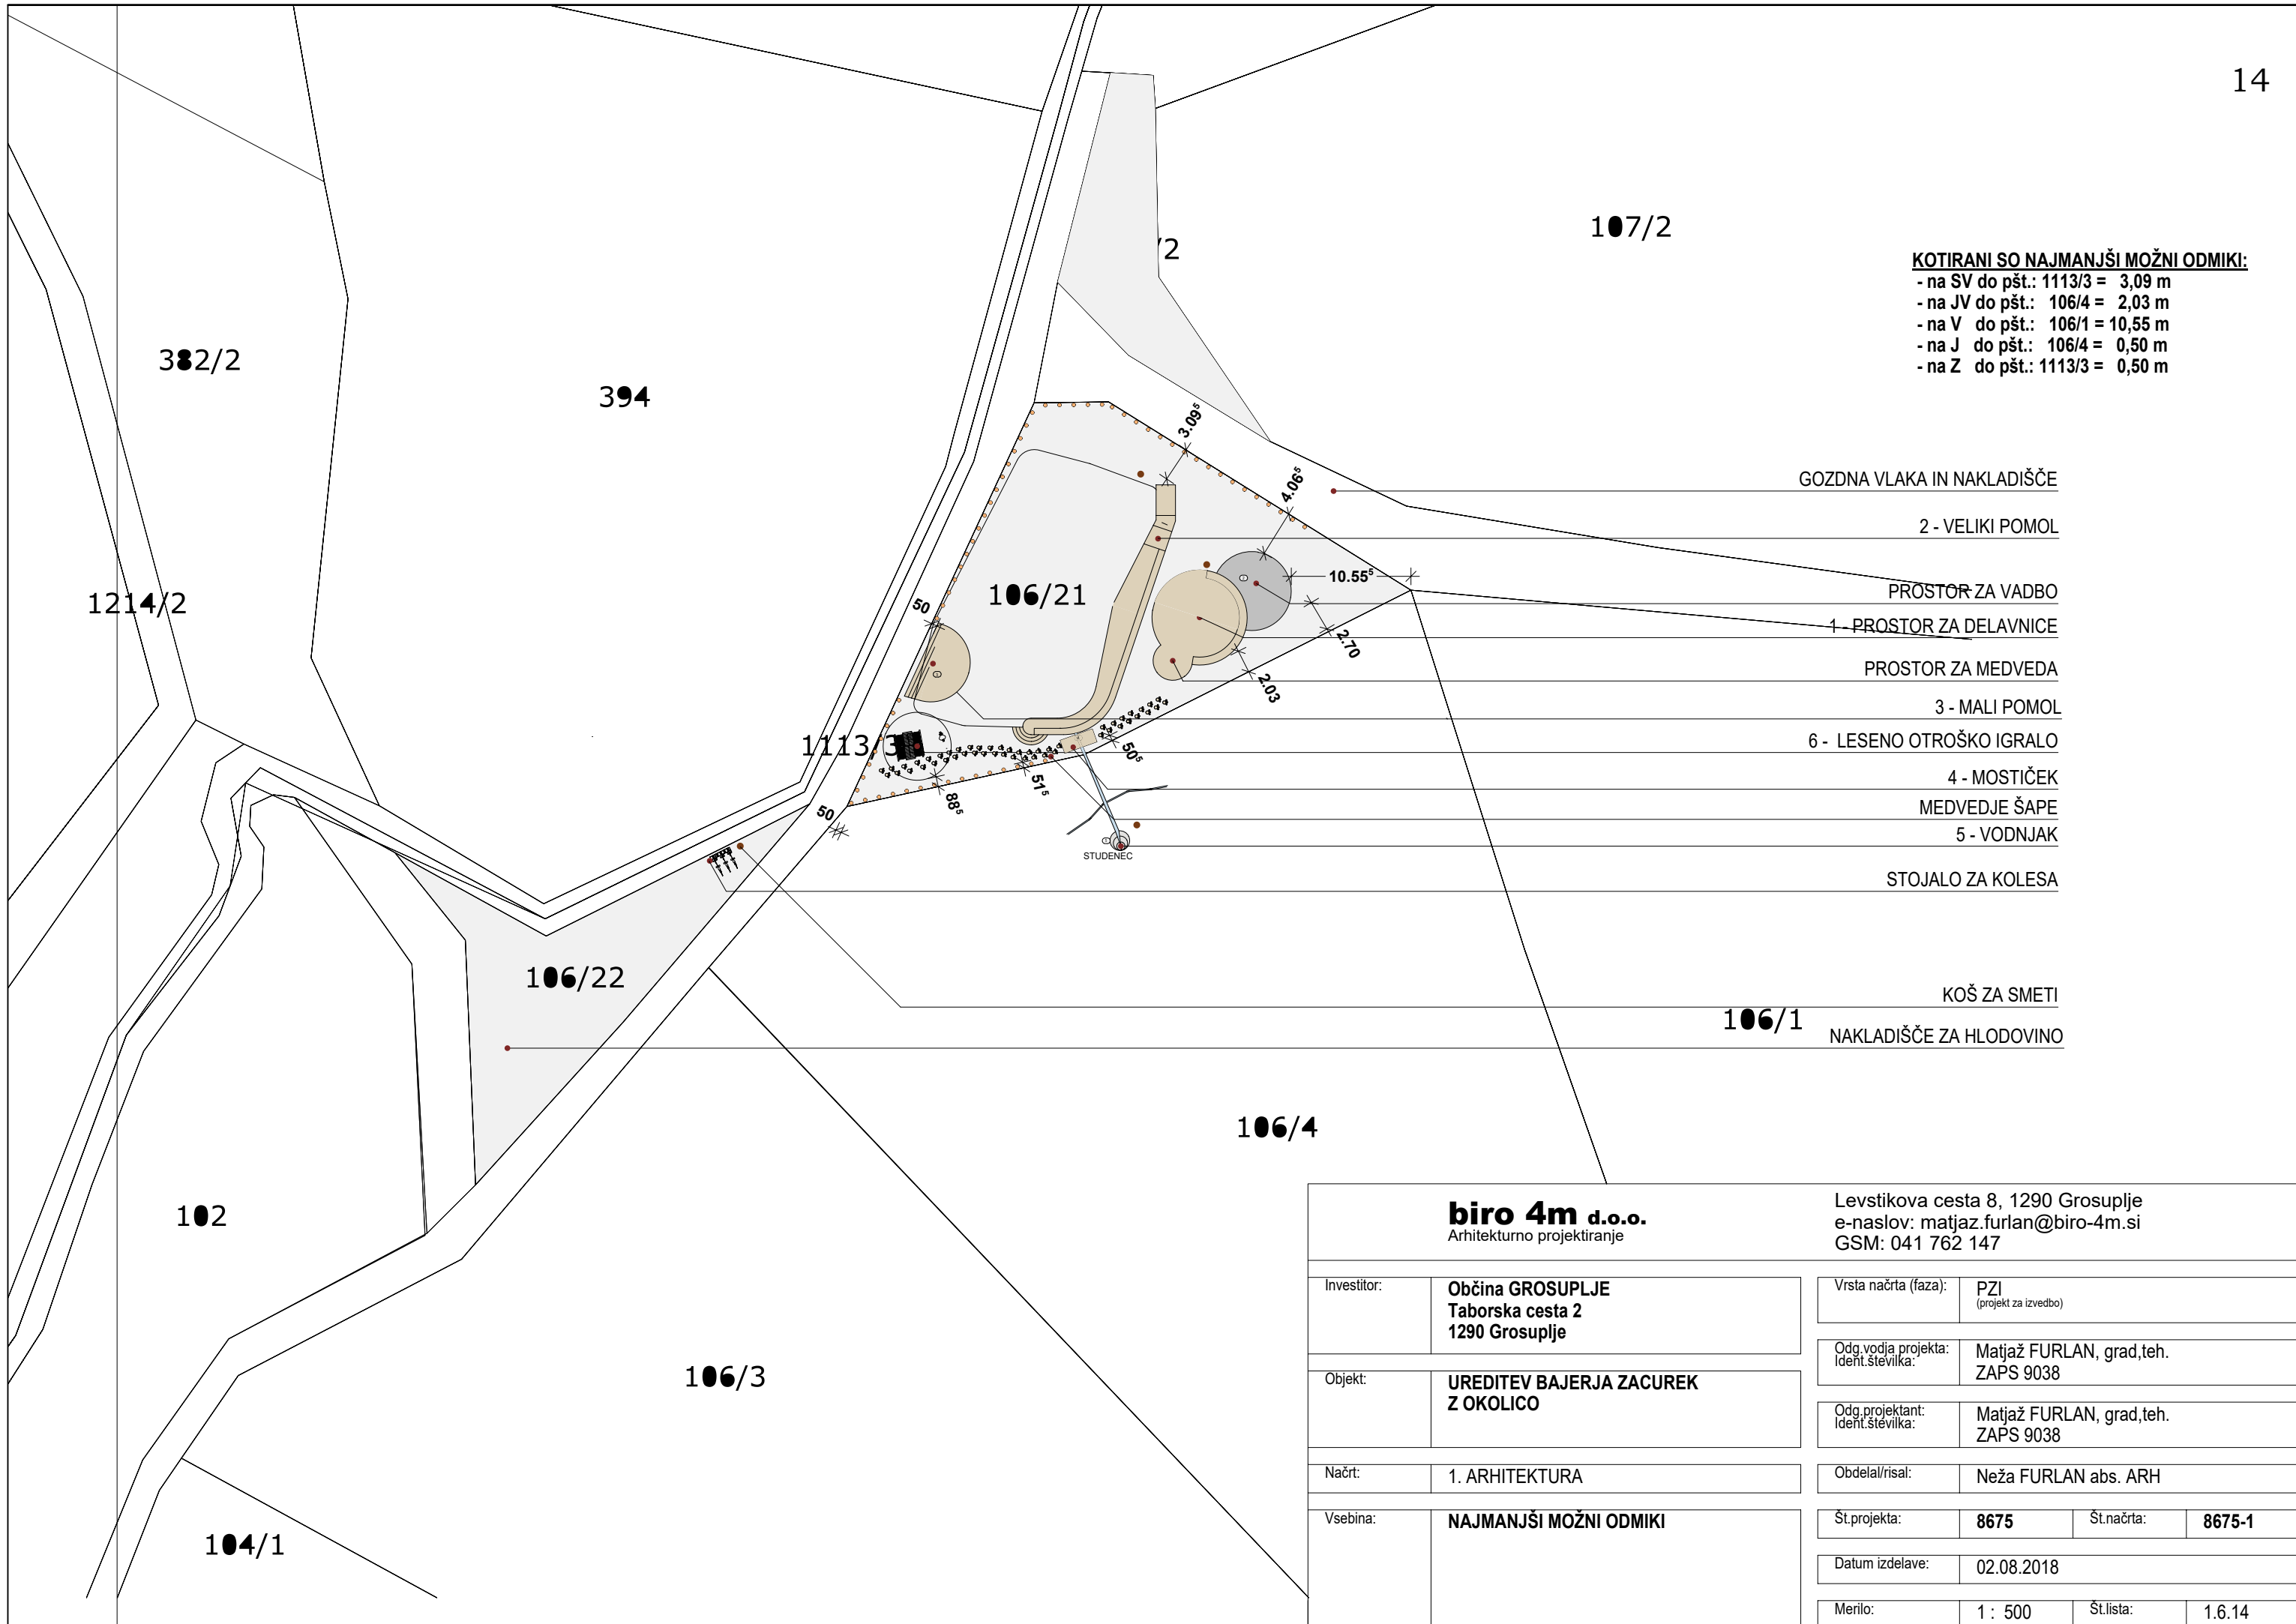 14
107/2
/2
KOTIRANI SO NAJMANJŠI MOŽNI ODMIKI:
- na SV do pšt.: 1113/3 = 3,09 m
- na JV do pšt.: 106/4 = 2,03 m
- na V do pšt.: 106/1 = 10,55 m
- na J do pšt.: 106/4 = 0,50 m
- na Z do pšt.: 1113/3 = 0,50 m
382/2
394
3.09⁵
4.06⁵
GOZDNA VLAKA IN NAKLADIŠČE
2 - VELIKI POMOL
10.55⁵
PROSTOR ZA VADBO
1214/2
106/21
50
1 - PROSTOR ZA DELAVNICE
2.70
PROSTOR ZA MEDVEDA
2.03
3 - MALI POMOL
1113/3
6 - LESENO OTROŠKO IGRALO
50⁵
51⁵
4 - MOSTIČEK
88⁵
MEDVEDJE ŠAPE
50
5 - VODNJAK
STUDENEC
STOJALO ZA KOLESA
106/22
KOŠ ZA SMETI
106/1
NAKLADIŠČE ZA HLODOVINO
106/4
102
106/3
104/1
biro 4m d.o.o.
Arhitekturno projektiranje
Levstikova cesta 8, 1290 Grosuplje
e-naslov: matjaz.furlan@biro-4m.si
GSM: 041 762 147
Investitor:
Občina GROSUPLJE
Taborska cesta 2
1290 Grosuplje
Vrsta načrta (faza):
PZI
(projekt za izvedbo)
Odg.vodja projekta:
Ident.številka:
Matjaž FURLAN, grad,teh.
ZAPS 9038
Objekt:
UREDITEV BAJERJA ZACUREK
Z OKOLICO
Odg.projektant:
Ident.številka:
Matjaž FURLAN, grad,teh.
ZAPS 9038
Načrt:
1. ARHITEKTURA
Obdelal/risal:
Neža FURLAN abs. ARH
Vsebina:
NAJMANJŠI MOŽNI ODMIKI
Št.projekta:
8675
Št.načrta:
8675-1
Datum izdelave:
02.08.2018
Merilo:
1 : 500
Št.lista:
1.6.14